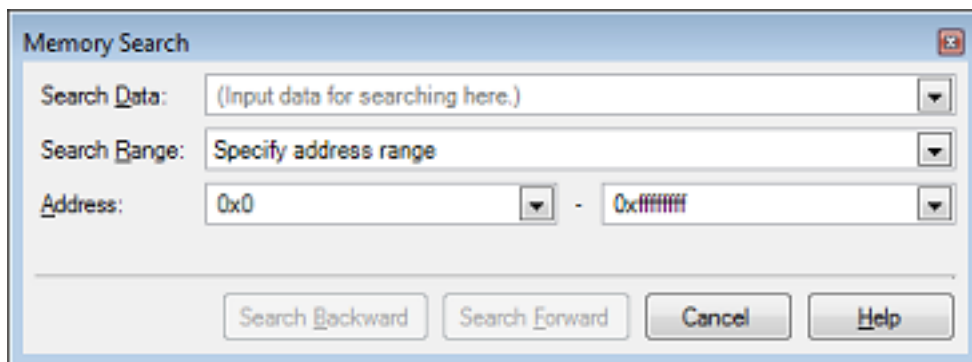 Memory Search
Search Data: (Input data for searching here.)
Search Range: Specify address range
Address: 0x0 - 0xffffffff
Search Backward Search Forward Cancel Help